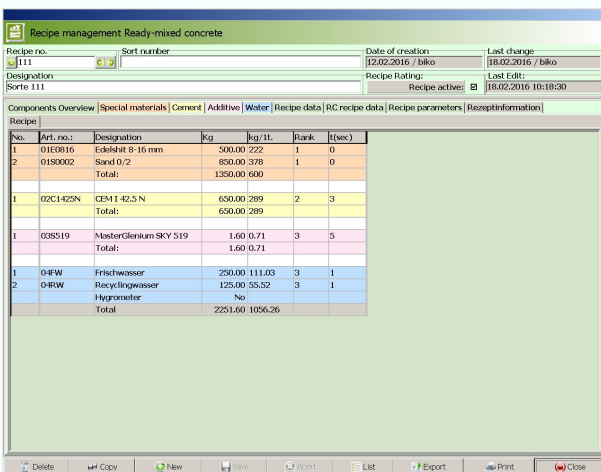 Recipe management Ready-mixed concrete
Recipe no. Sort number Date of creation Last change
111 12.02.2016 / biko 18.02.2016 / biko
Designation Recipe Rating: Last Edit:
Sorte 111 Recipe active: 18.02.2016 10:18:30
Components Overview Special materials Cement Additive Water Recipe data RC recipe data Recipe parameters Rezeptinformation
Recipe
No. Art. no.: Designation Kg kg/1t. Rank t(sec)
1 01E0816 Edelshit 8-16 mm 500.00 222 1 0
2 01S0002 Sand 0/2 850.00 378 1 0
Total: 1350.00 600
1 02C1425N CEM I 42.5 N 650.00 289 2 3
Total: 650.00 289
1 03S519 MasterGlenium SKY 519 1.60 0.71 3 5
Total: 1.60 0.71
1 04FW Frischwasser 250.00 111.03 3 1
2 04RW Recyclingwasser 125.00 55.52 3 1
Hygrometer No
Total 2251.60 1056.26
Delete Copy New Save Abort List Export Print Close